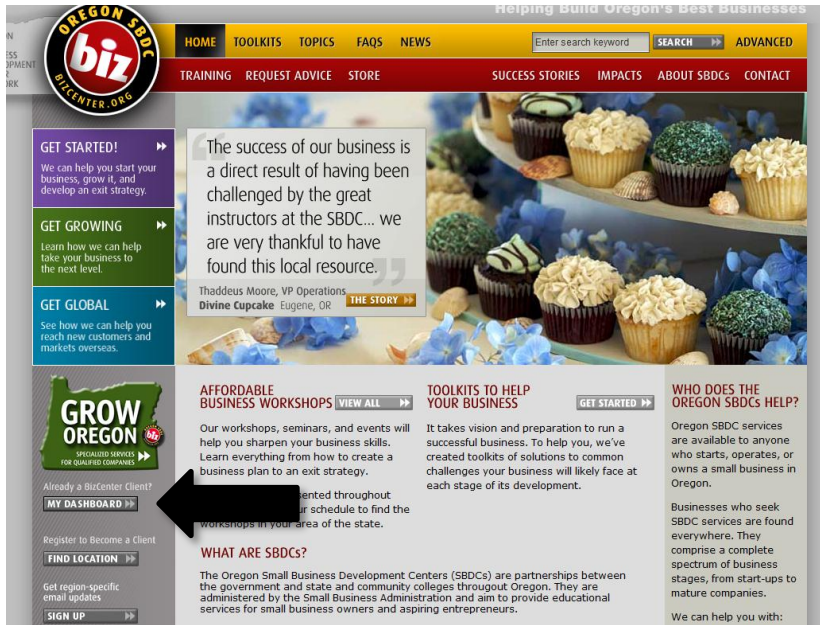 Helping Build Oregon's Best Businesses
OREGON SBDC
biz
BIZCENTER.ORG
HOME TOOLKITS TOPICS FAQS NEWS
Enter search keyword SEARCH ADVANCED
TRAINING REQUEST ADVICE STORE
SUCCESS STORIES IMPACTS ABOUT SBDCs CONTACT
GET STARTED!
We can help you start your
business, grow it, and
develop an exit strategy.
GET GROWING
Learn how we can help
take your business to
the next level.
GET GLOBAL
See how we can help you
reach new customers and
markets overseas.
“The success of our business is
a direct result of having been
challenged by the great
instructors at the SBDC... we
are very thankful to have
found this local resource.”
Thaddeus Moore, VP Operations
Divine Cupcake Eugene, OR
THE STORY
GROW
OREGON biz
SPECIALIZED SERVICES
FOR QUALIFIED COMPANIES
Already a BizCenter Client?
MY DASHBOARD
Register to Become a Client
FIND LOCATION
Get region-specific
email updates
SIGN UP
AFFORDABLE
BUSINESS WORKSHOPS VIEW ALL
Our workshops, seminars, and events will
help you sharpen your business skills.
Learn everything from how to create a
business plan to an exit strategy.
throughout
schedule to find the
workshops in your area of the state.
TOOLKITS TO HELP
YOUR BUSINESS GET STARTED
It takes vision and preparation to run a
successful business. To help you, we've
created toolkits of solutions to common
challenges your business will likely face at
each stage of its development.
WHAT ARE SBDCs?
The Oregon Small Business Development Centers (SBDCs) are partnerships between
the government and state and community colleges througout Oregon. They are
administered by the Small Business Administration and aim to provide educational
services for small business owners and aspiring entrepreneurs.
WHO DOES THE
OREGON SBDCs HELP?
Oregon SBDC services
are available to anyone
who starts, operates, or
owns a small business in
Oregon.
Businesses who seek
SBDC services are found
everywhere. They
comprise a complete
spectrum of business
stages, from start-ups to
mature companies.
We can help you with: